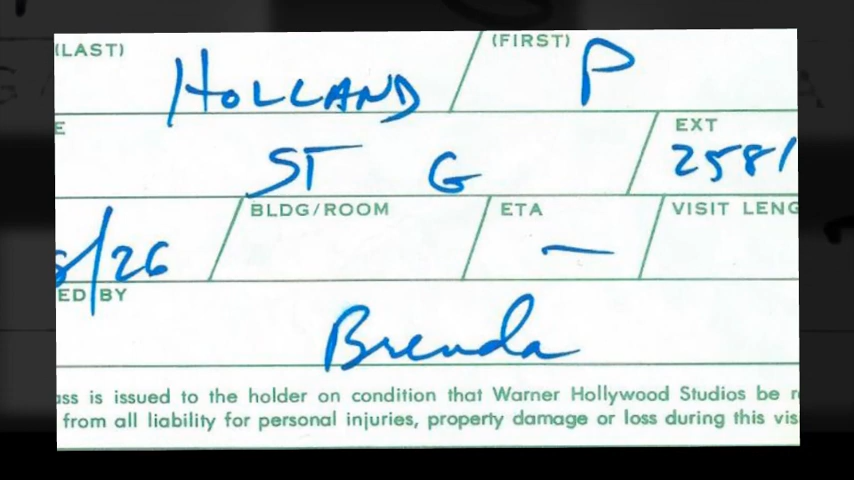 (LAST) HOLLAND (FIRST) P
E ST G EXT 2581
8/26 BLDG/ROOM ETA — VISIT LENG
ED BY Brenda
ass is issued to the holder on condition that Warner Hollywood Studios be r
from all liability for personal injuries, property damage or loss during this vis